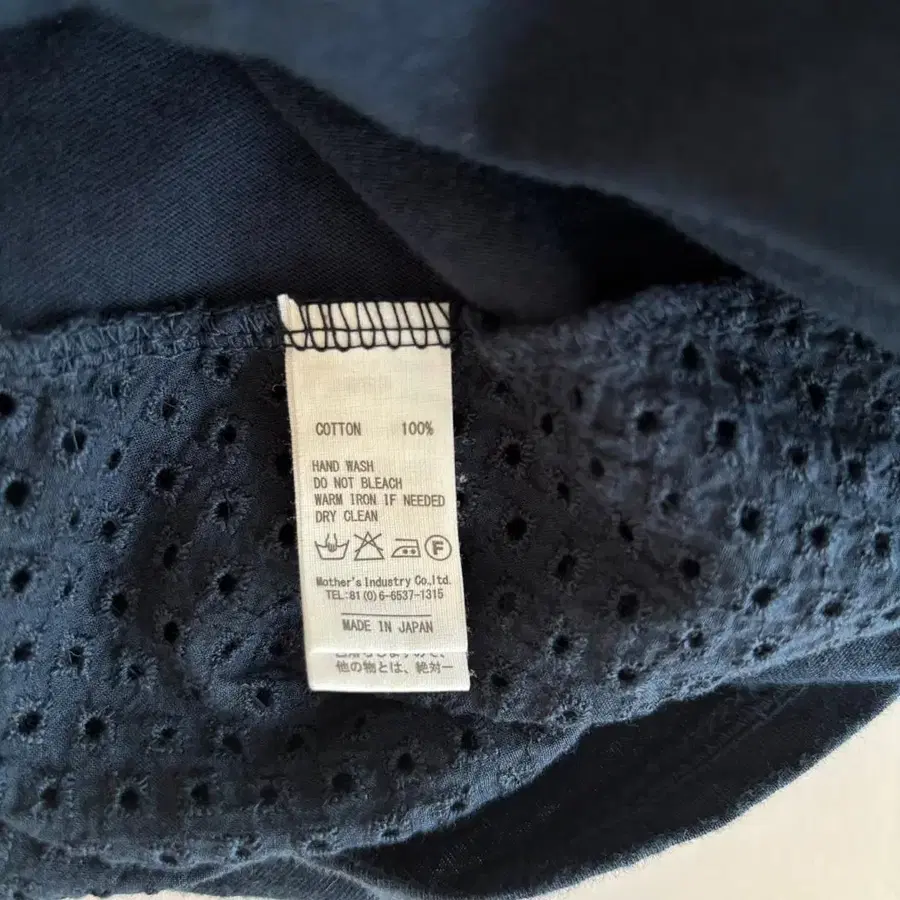 COTTON 100%
HAND WASH
DO NOT BLEACH
WARM IRON IF NEEDED
DRY CLEAN
F
Mother's Industry Co.,ltd.
TEL:81(0)6-6537-1315
MADE IN JAPAN
他の物とは、絶対一